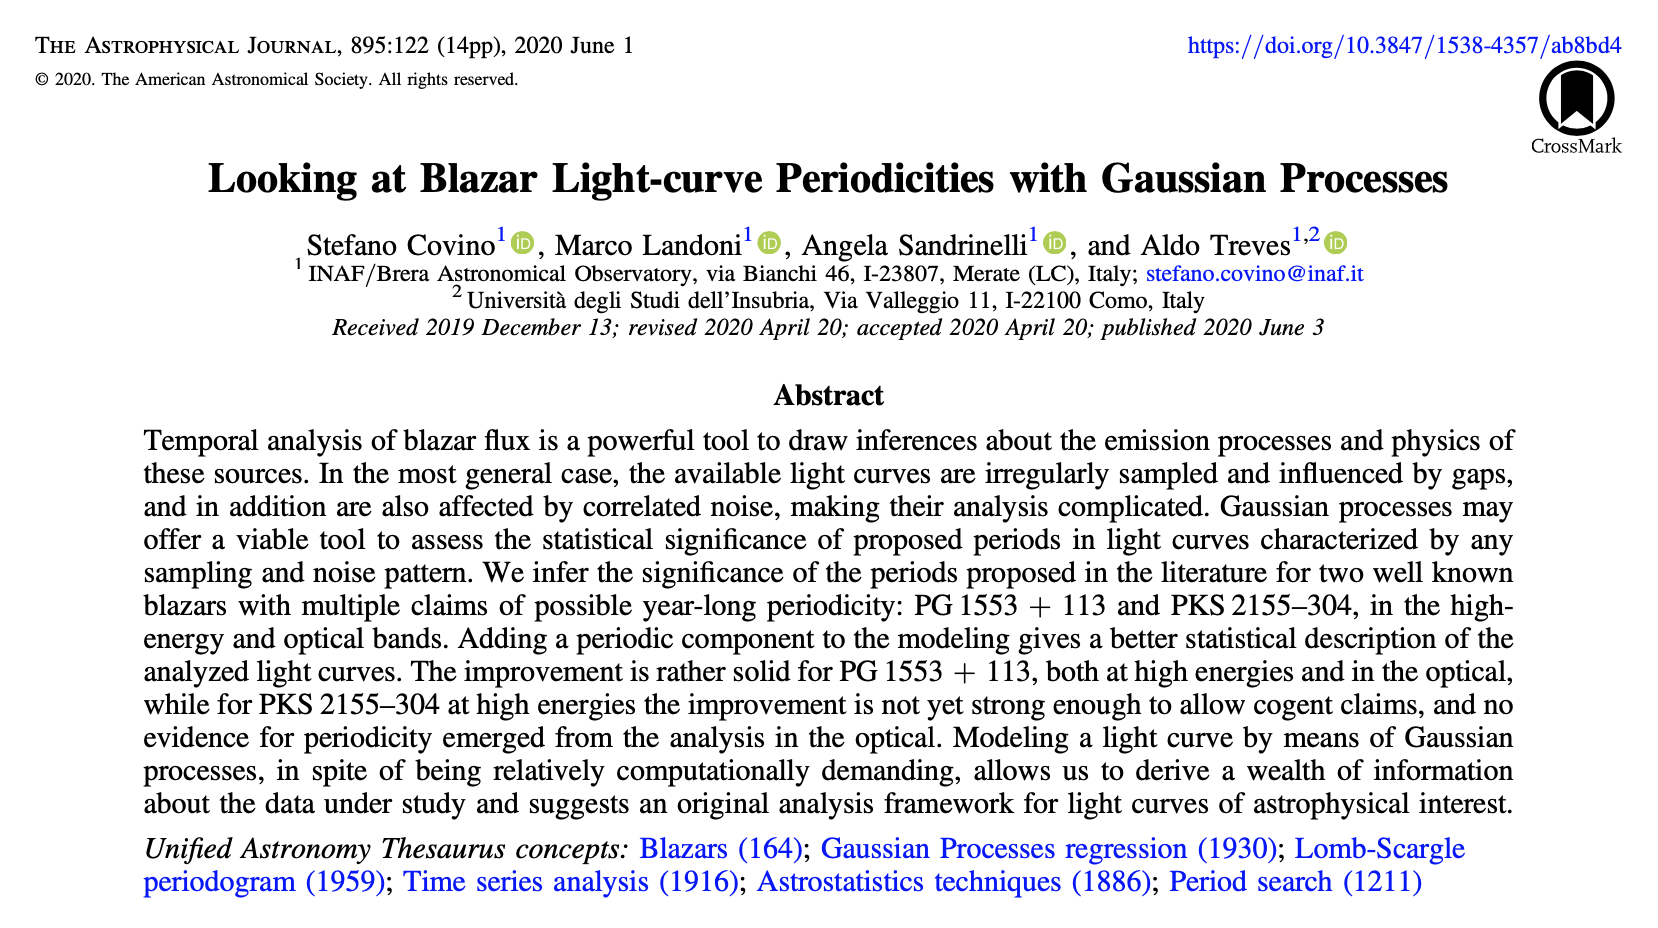 THE ASTROPHYSICAL JOURNAL, 895:122 (14pp), 2020 June 1
https://doi.org/10.3847/1538-4357/ab8bd4
© 2020. The American Astronomical Society. All rights reserved.
CrossMark
Looking at Blazar Light-curve Periodicities with Gaussian Processes
Stefano Covino1 iD, Marco Landoni1 iD, Angela Sandrinelli1 iD, and Aldo Treves1,2 iD
1 INAF/Brera Astronomical Observatory, via Bianchi 46, I-23807, Merate (LC), Italy; stefano.covino@inaf.it
2 Università degli Studi dell'Insubria, Via Valleggio 11, I-22100 Como, Italy
Received 2019 December 13; revised 2020 April 20; accepted 2020 April 20; published 2020 June 3
Abstract
Temporal analysis of blazar flux is a powerful tool to draw inferences about the emission processes and physics of
these sources. In the most general case, the available light curves are irregularly sampled and influenced by gaps,
and in addition are also affected by correlated noise, making their analysis complicated. Gaussian processes may
offer a viable tool to assess the statistical significance of proposed periods in light curves characterized by any
sampling and noise pattern. We infer the significance of the periods proposed in the literature for two well known
blazars with multiple claims of possible year-long periodicity: PG 1553 + 113 and PKS 2155–304, in the high-
energy and optical bands. Adding a periodic component to the modeling gives a better statistical description of the
analyzed light curves. The improvement is rather solid for PG 1553 + 113, both at high energies and in the optical,
while for PKS 2155–304 at high energies the improvement is not yet strong enough to allow cogent claims, and no
evidence for periodicity emerged from the analysis in the optical. Modeling a light curve by means of Gaussian
processes, in spite of being relatively computationally demanding, allows us to derive a wealth of information
about the data under study and suggests an original analysis framework for light curves of astrophysical interest.
Unified Astronomy Thesaurus concepts: Blazars (164); Gaussian Processes regression (1930); Lomb-Scargle
periodogram (1959); Time series analysis (1916); Astrostatistics techniques (1886); Period search (1211)